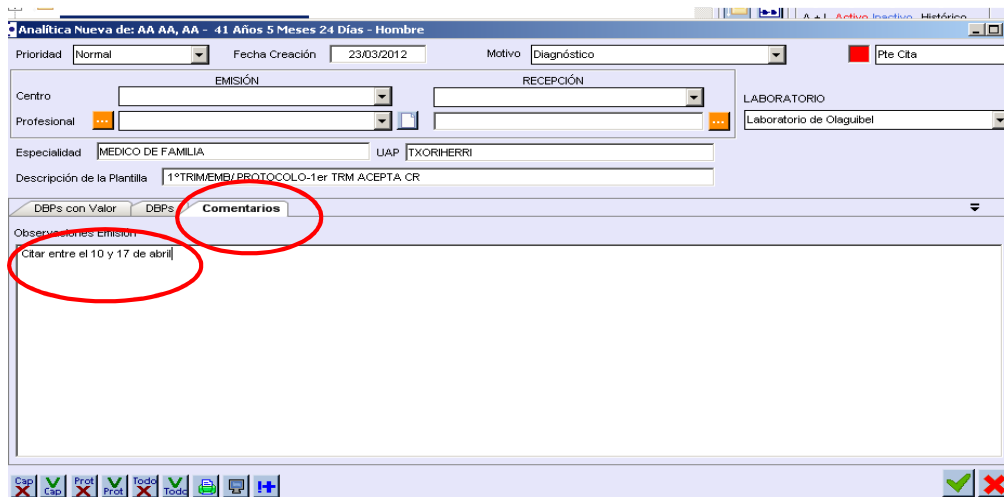 A + I Activo Inactivo Histórico
Analítica Nueva de: AA AA, AA - 41 Años 5 Meses 24 Días - Hombre
Prioridad Normal Fecha Creación 23/03/2012 Motivo Diagnóstico Pte Cita
EMISIÓN RECEPCIÓN
Centro LABORATORIO
Profesional ... ... Laboratorio de Olaguibel
Especialidad MEDICO DE FAMILIA UAP TXORIHERRI
Descripción de la Plantilla 1ºTRIM/EMB/ PROTOCOLO-1er TRM ACEPTA CR
DBPs con Valor DBPs Comentarios
Observaciones Emisión
Citar entre el 10 y 17 de abril
Cap Cap Prot Prot Todo Todo !+